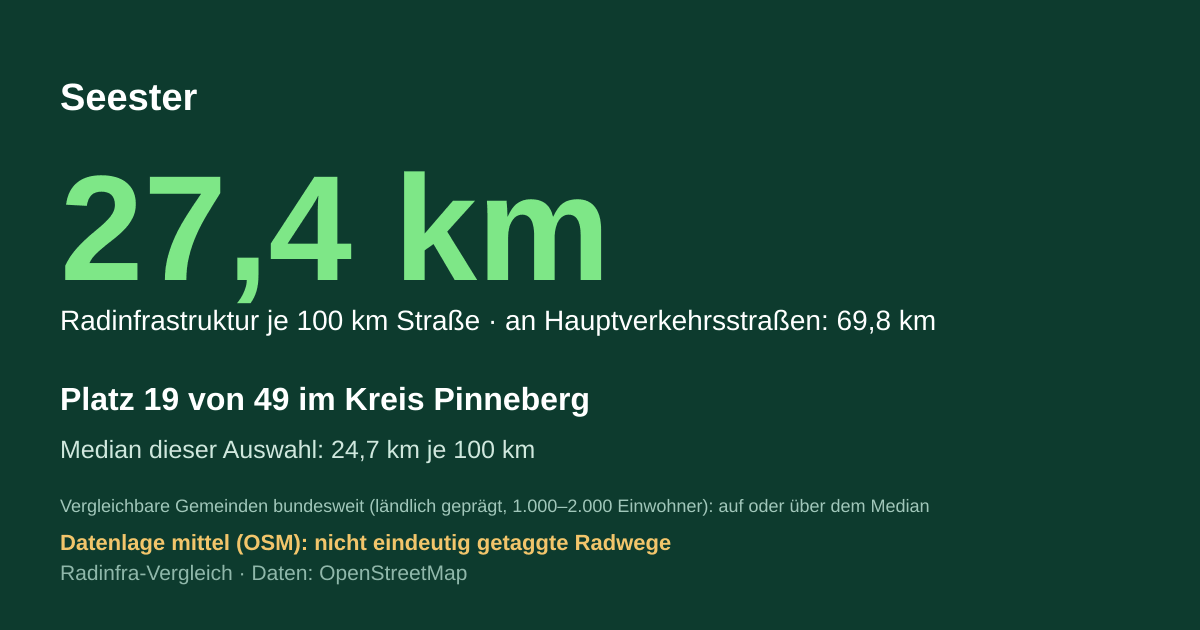 Seester
27,4 km
Radinfrastruktur je 100 km Straße · an Hauptverkehrsstraßen: 69,8 km
Platz 19 von 49 im Kreis Pinneberg
Median dieser Auswahl: 24,7 km je 100 km
Vergleichbare Gemeinden bundesweit (ländlich geprägt, 1.000–2.000 Einwohner): auf oder über dem Median
Datenlage mittel (OSM): nicht eindeutig getaggte Radwege
Radinfra-Vergleich · Daten: OpenStreetMap